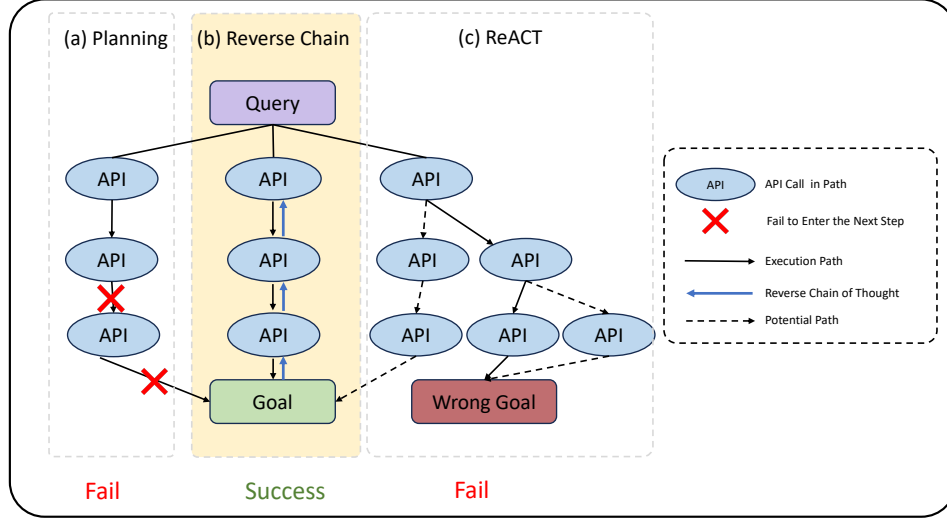 (a) Planning
(b) Reverse Chain
(c) ReACT
Query
API
API
API
API
API
API
API
API
API
API
API
API
Goal
Wrong Goal
Fail
Success
Fail
API
API Call in Path
Fail to Enter the Next Step
Execution Path
Reverse Chain of Thought
Potential Path